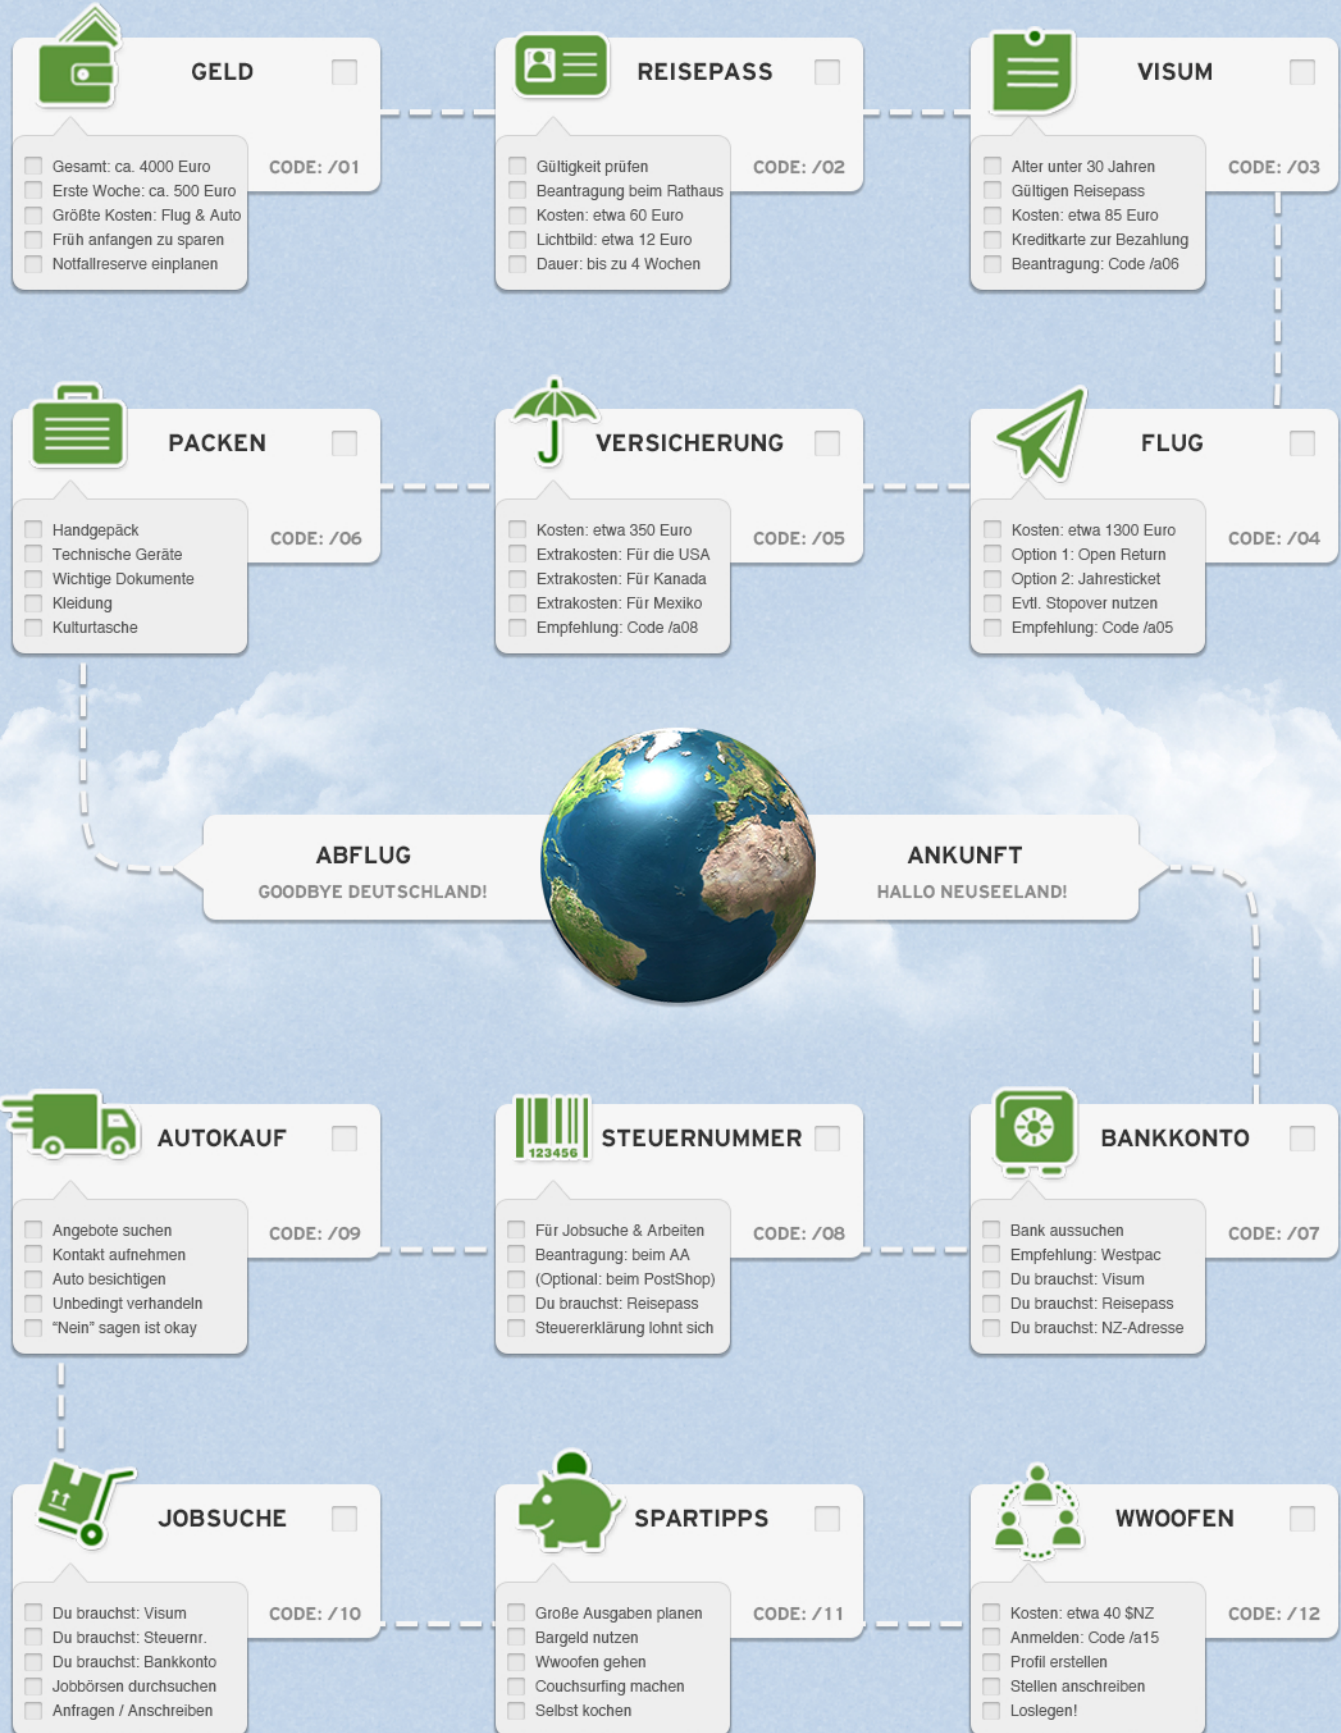 GELD
CODE: /01
Gesamt: ca. 4000 Euro
Erste Woche: ca. 500 Euro
Größte Kosten: Flug & Auto
Früh anfangen zu sparen
Notfallreserve einplanen
REISEPASS
CODE: /02
Gültigkeit prüfen
Beantragung beim Rathaus
Kosten: etwa 60 Euro
Lichtbild: etwa 12 Euro
Dauer: bis zu 4 Wochen
VISUM
CODE: /03
Alter unter 30 Jahren
Gültigen Reisepass
Kosten: etwa 85 Euro
Kreditkarte zur Bezahlung
Beantragung: Code /a06
PACKEN
CODE: /06
Handgepäck
Technische Geräte
Wichtige Dokumente
Kleidung
Kulturtasche
VERSICHERUNG
CODE: /05
Kosten: etwa 350 Euro
Extrakosten: Für die USA
Extrakosten: Für Kanada
Extrakosten: Für Mexiko
Empfehlung: Code /a08
FLUG
CODE: /04
Kosten: etwa 1300 Euro
Option 1: Open Return
Option 2: Jahresticket
Evtl. Stopover nutzen
Empfehlung: Code /a05
ABFLUG
GOODBYE DEUTSCHLAND!
ANKUNFT
HALLO NEUSEELAND!
AUTOKAUF
CODE: /09
Angebote suchen
Kontakt aufnehmen
Auto besichtigen
Unbedingt verhandeln
"Nein" sagen ist okay
123456
STEUERNUMMER
CODE: /08
Für Jobsuche & Arbeiten
Beantragung: beim AA
(Optional: beim PostShop)
Du brauchst: Reisepass
Steuererklärung lohnt sich
BANKKONTO
CODE: /07
Bank aussuchen
Empfehlung: Westpac
Du brauchst: Visum
Du brauchst: Reisepass
Du brauchst: NZ-Adresse
JOBSUCHE
CODE: /10
Du brauchst: Visum
Du brauchst: Steuernr.
Du brauchst: Bankkonto
Jobbörsen durchsuchen
Anfragen / Anschreiben
SPARTIPPS
CODE: /11
Große Ausgaben planen
Bargeld nutzen
Wwoofen gehen
Couchsurfing machen
Selbst kochen
WWOOFEN
CODE: /12
Kosten: etwa 40 $NZ
Anmelden: Code /a15
Profil erstellen
Stellen anschreiben
Loslegen!